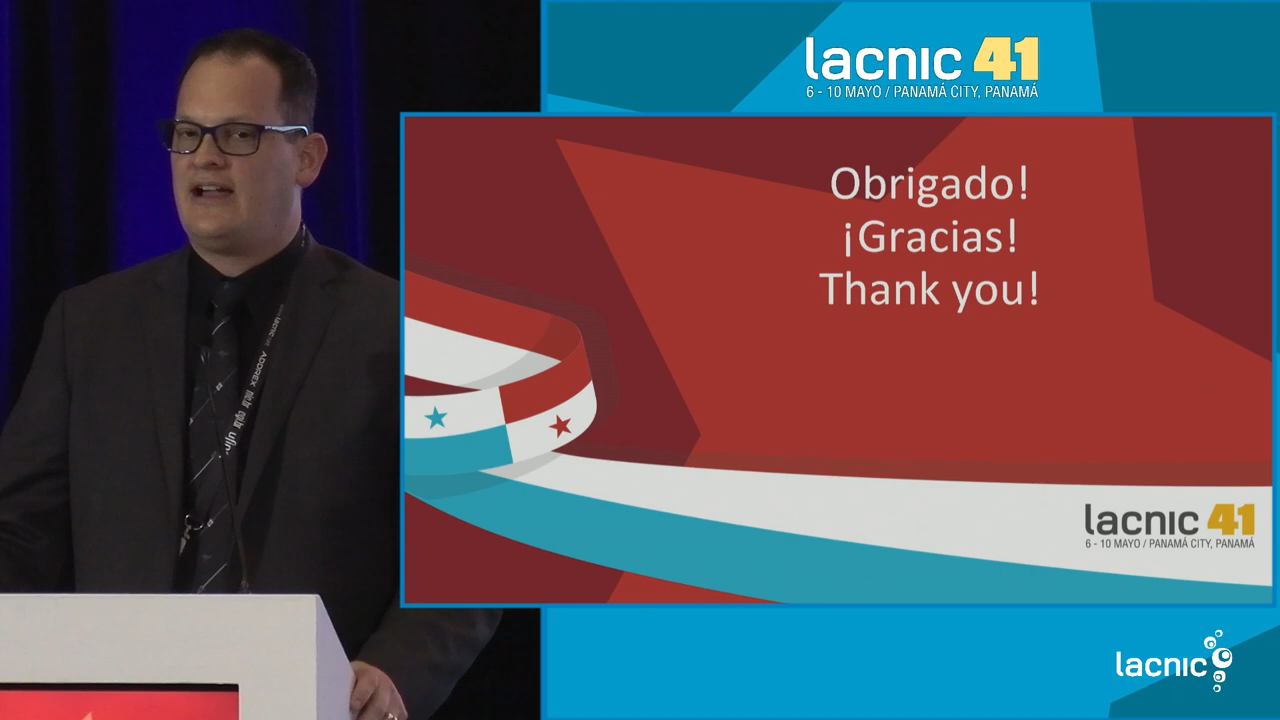 lacnic 41
6 - 10 MAYO / PANAMÁ CITY, PANAMÁ
Obrigado!
¡Gracias!
Thank you!
lacnic 41
6 - 10 MAYO / PANAMÁ CITY, PANAMÁ
lacnic
ADOREX